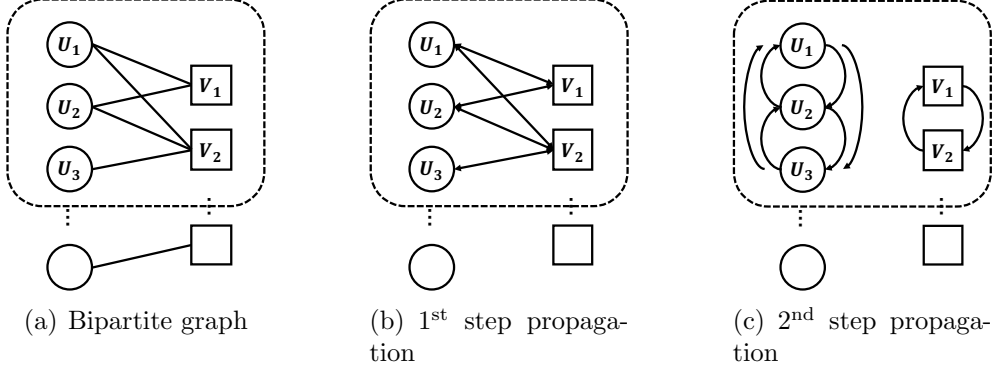 U₁
V₁
U₂
V₂
U₃
(a) Bipartite graph
U₁
V₁
U₂
V₂
U₃
(b) 1st step propaga-
tion
U₁
V₁
U₂
V₂
U₃
(c) 2nd step propaga-
tion